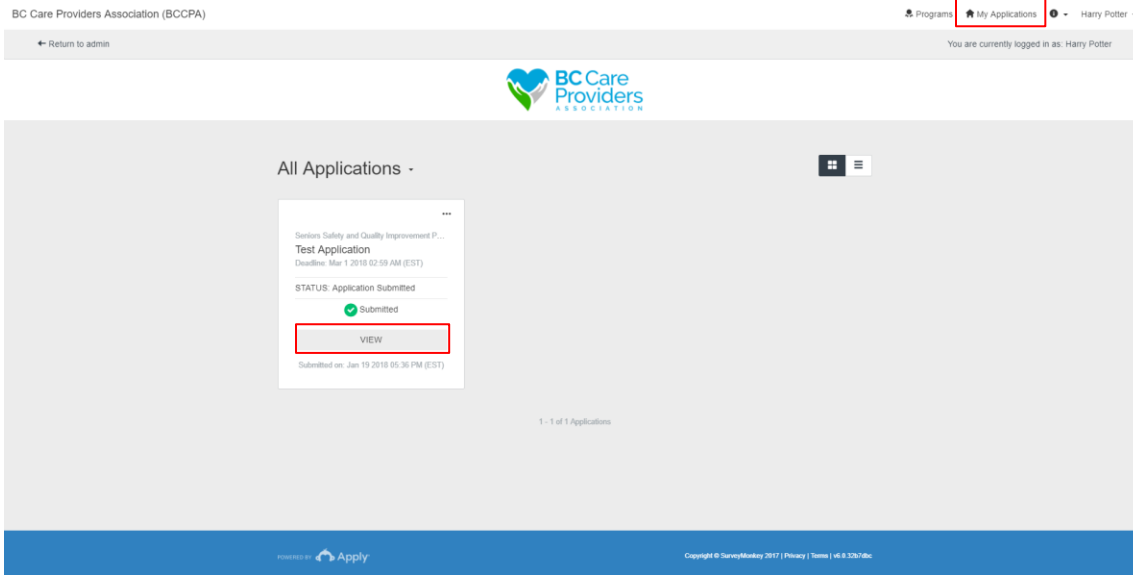 BC Care Providers Association (BCCPA)
Programs My Applications Harry Potter
Return to admin
You are currently logged in as: Harry Potter
BC Care
Providers
ASSOCIATION
All Applications
Seniors Safety and Quality Improvement P...
Test Application
Deadline: Mar 1 2018 02:59 AM (EST)
STATUS: Application Submitted
Submitted
VIEW
Submitted on: Jan 19 2018 05:36 PM (EST)
1 - 1 of 1 Applications
POWERED BY Apply
Copyright © SurveyMonkey 2017 | Privacy | Terms | v6.8.32b7dbc